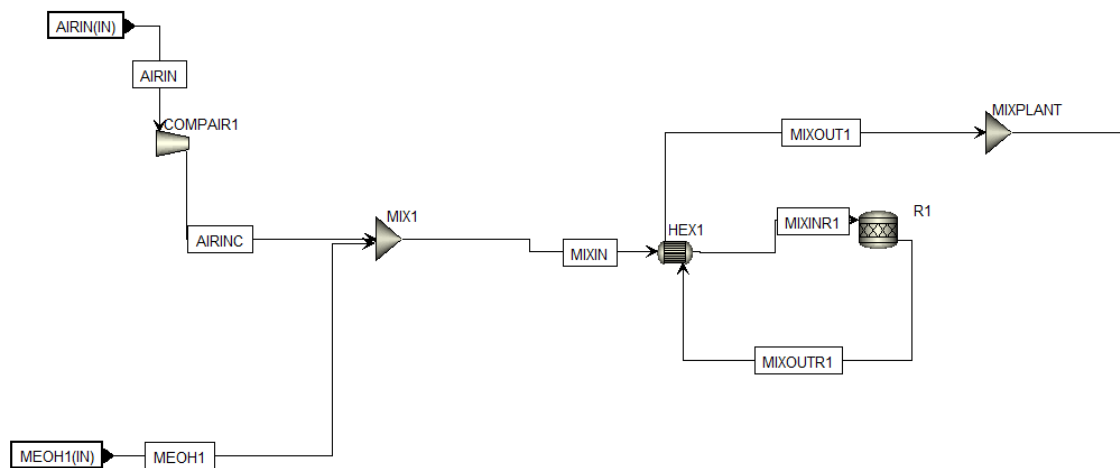 AIRIN(IN)
AIRIN
COMPAIR1
MIXPLANT
MIXOUT1
R1
MIX1
MIXINR1
HEX1
AIRINC
MIXIN
MIXOUTR1
MEOH1(IN)
MEOH1